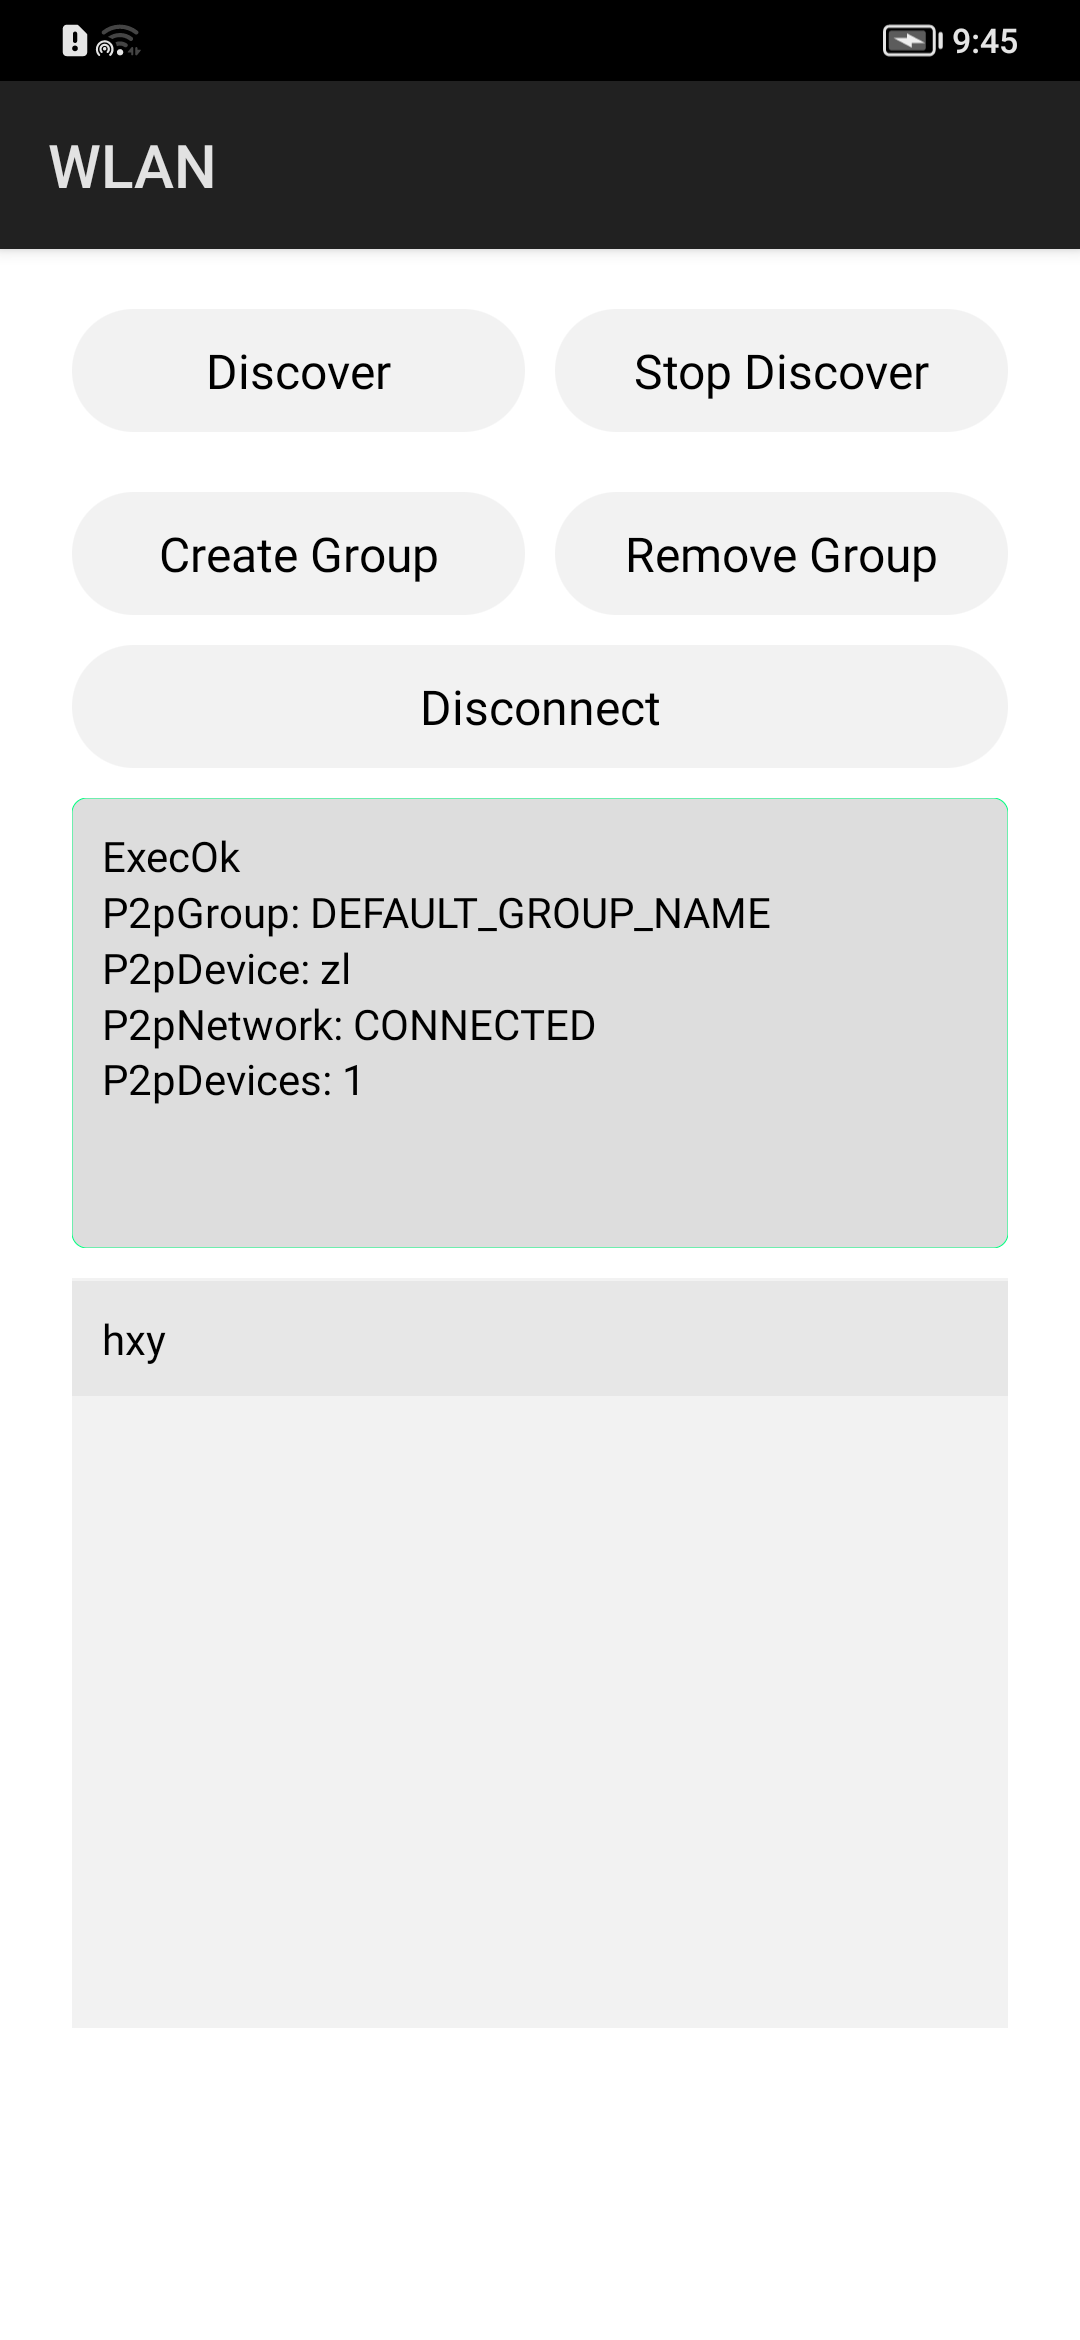 9:45
WLAN
Discover
Stop Discover
Create Group
Remove Group
Disconnect
ExecOk
P2pGroup: DEFAULT_GROUP_NAME
P2pDevice: zl
P2pNetwork: CONNECTED
P2pDevices: 1
hxy